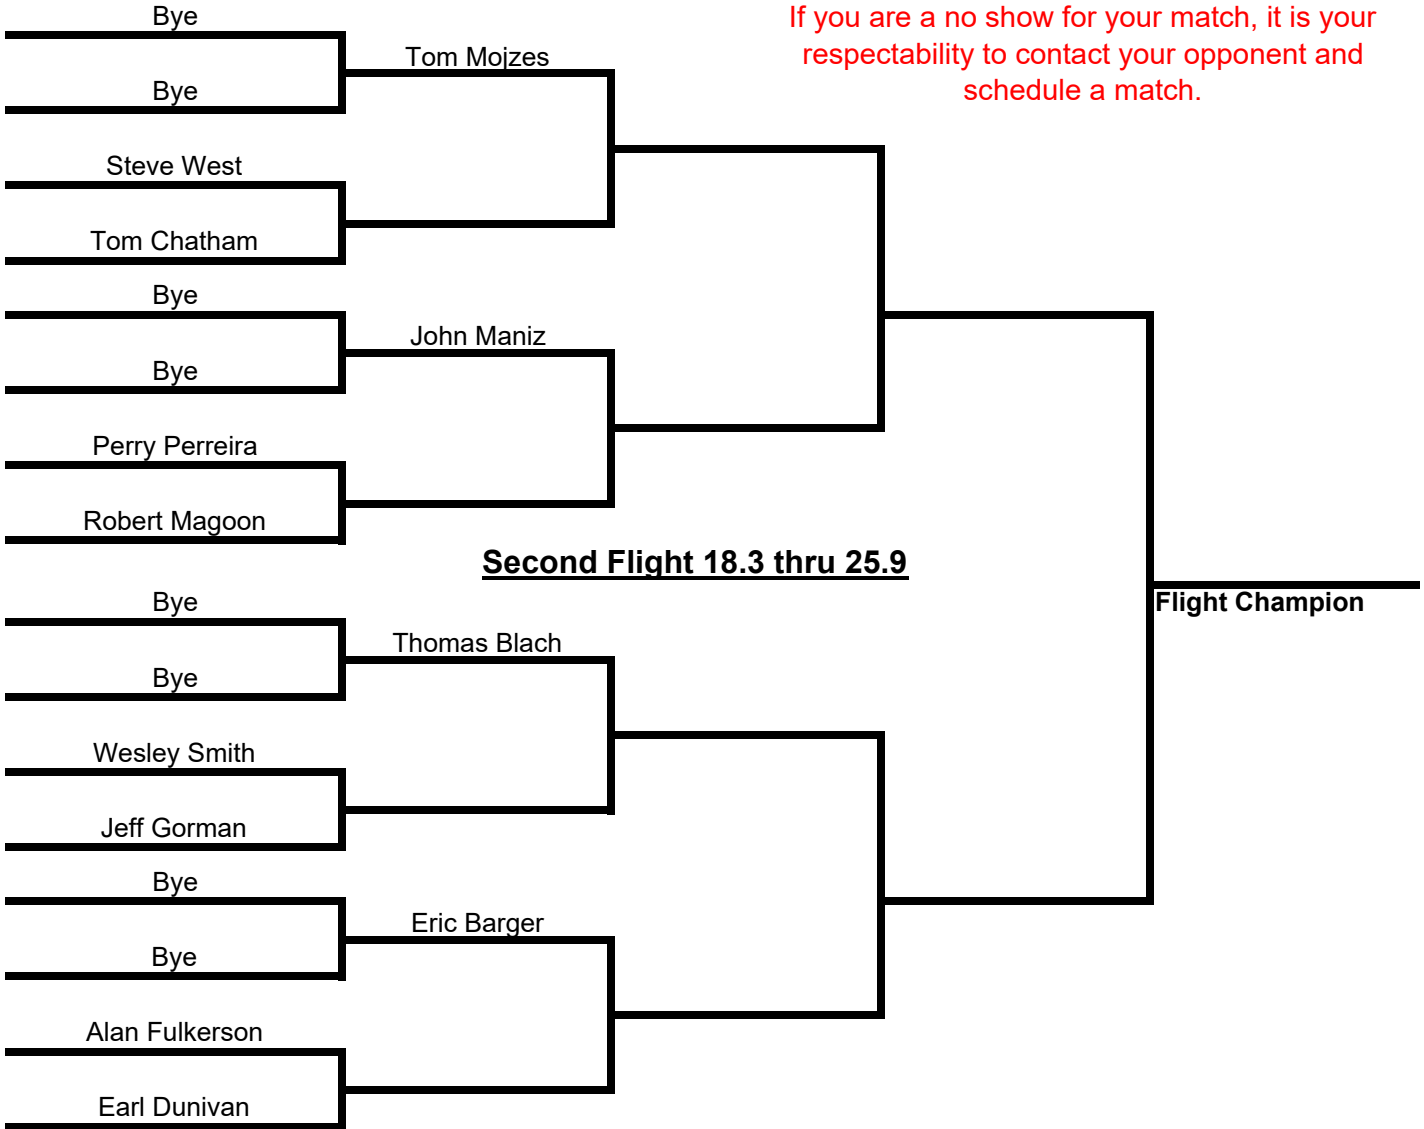 Bye
If you are a no show for your match, it is your
respectability to contact your opponent and
schedule a match.
Tom Mojzes
Bye
Steve West
Tom Chatham
Bye
John Maniz
Bye
Perry Perreira
Robert Magoon
Second Flight 18.3 thru 25.9
Bye
Flight Champion
Thomas Blach
Bye
Wesley Smith
Jeff Gorman
Bye
Eric Barger
Bye
Alan Fulkerson
Earl Dunivan